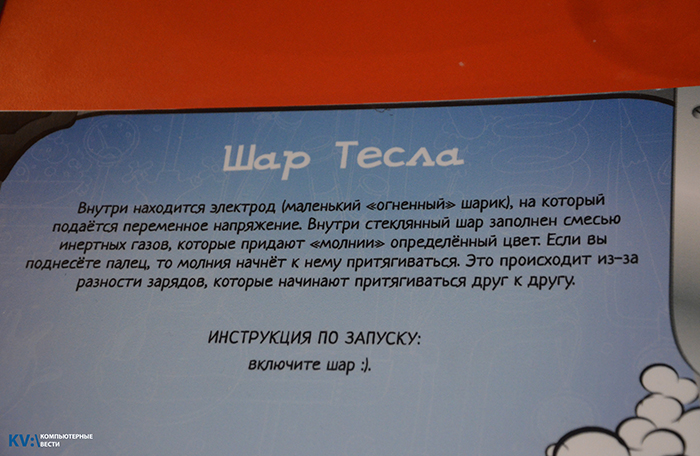 Шар Тесла
Внутри находится электрод (маленький «огненный» шарик), на который
подаётся переменное напряжение. Внутри стеклянный шар заполнен смесью
инертных газов, которые придают «молнии» определённый цвет. Если вы
поднесёте палец, то молния начнёт к нему притягиваться. Это происходит из-за
разности зарядов, которые начинают притягиваться друг к другу.
ИНСТРУКЦИЯ ПО ЗАПУСКУ:
включите шар :).
KV:\ КОМПЬЮТЕРНЫЕ
ВЕСТИ